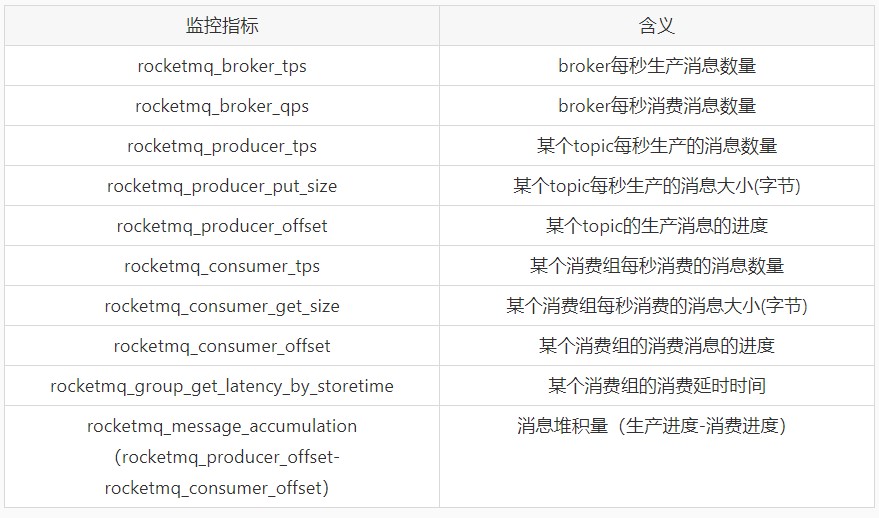 监控指标 含义
rocketmq_broker_tps broker每秒生产消息数量
rocketmq_broker_qps broker每秒消费消息数量
rocketmq_producer_tps 某个topic每秒生产的消息数量
rocketmq_producer_put_size 某个topic每秒生产的消息大小(字节)
rocketmq_producer_offset 某个topic的生产消息的进度
rocketmq_consumer_tps 某个消费组每秒消费的消息数量
rocketmq_consumer_get_size 某个消费组每秒消费的消息大小(字节)
rocketmq_consumer_offset 某个消费组的消费消息的进度
rocketmq_group_get_latency_by_storetime 某个消费组的消费延时时间
rocketmq_message_accumulation 消息堆积量（生产进度-消费进度）
（rocketmq_producer_offset-
rocketmq_consumer_offset）